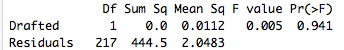 Df Sum Sq Mean Sq F value Pr(>F)
Drafted 1 0.0 0.0112 0.005 0.941
Residuals 217 444.5 2.0483